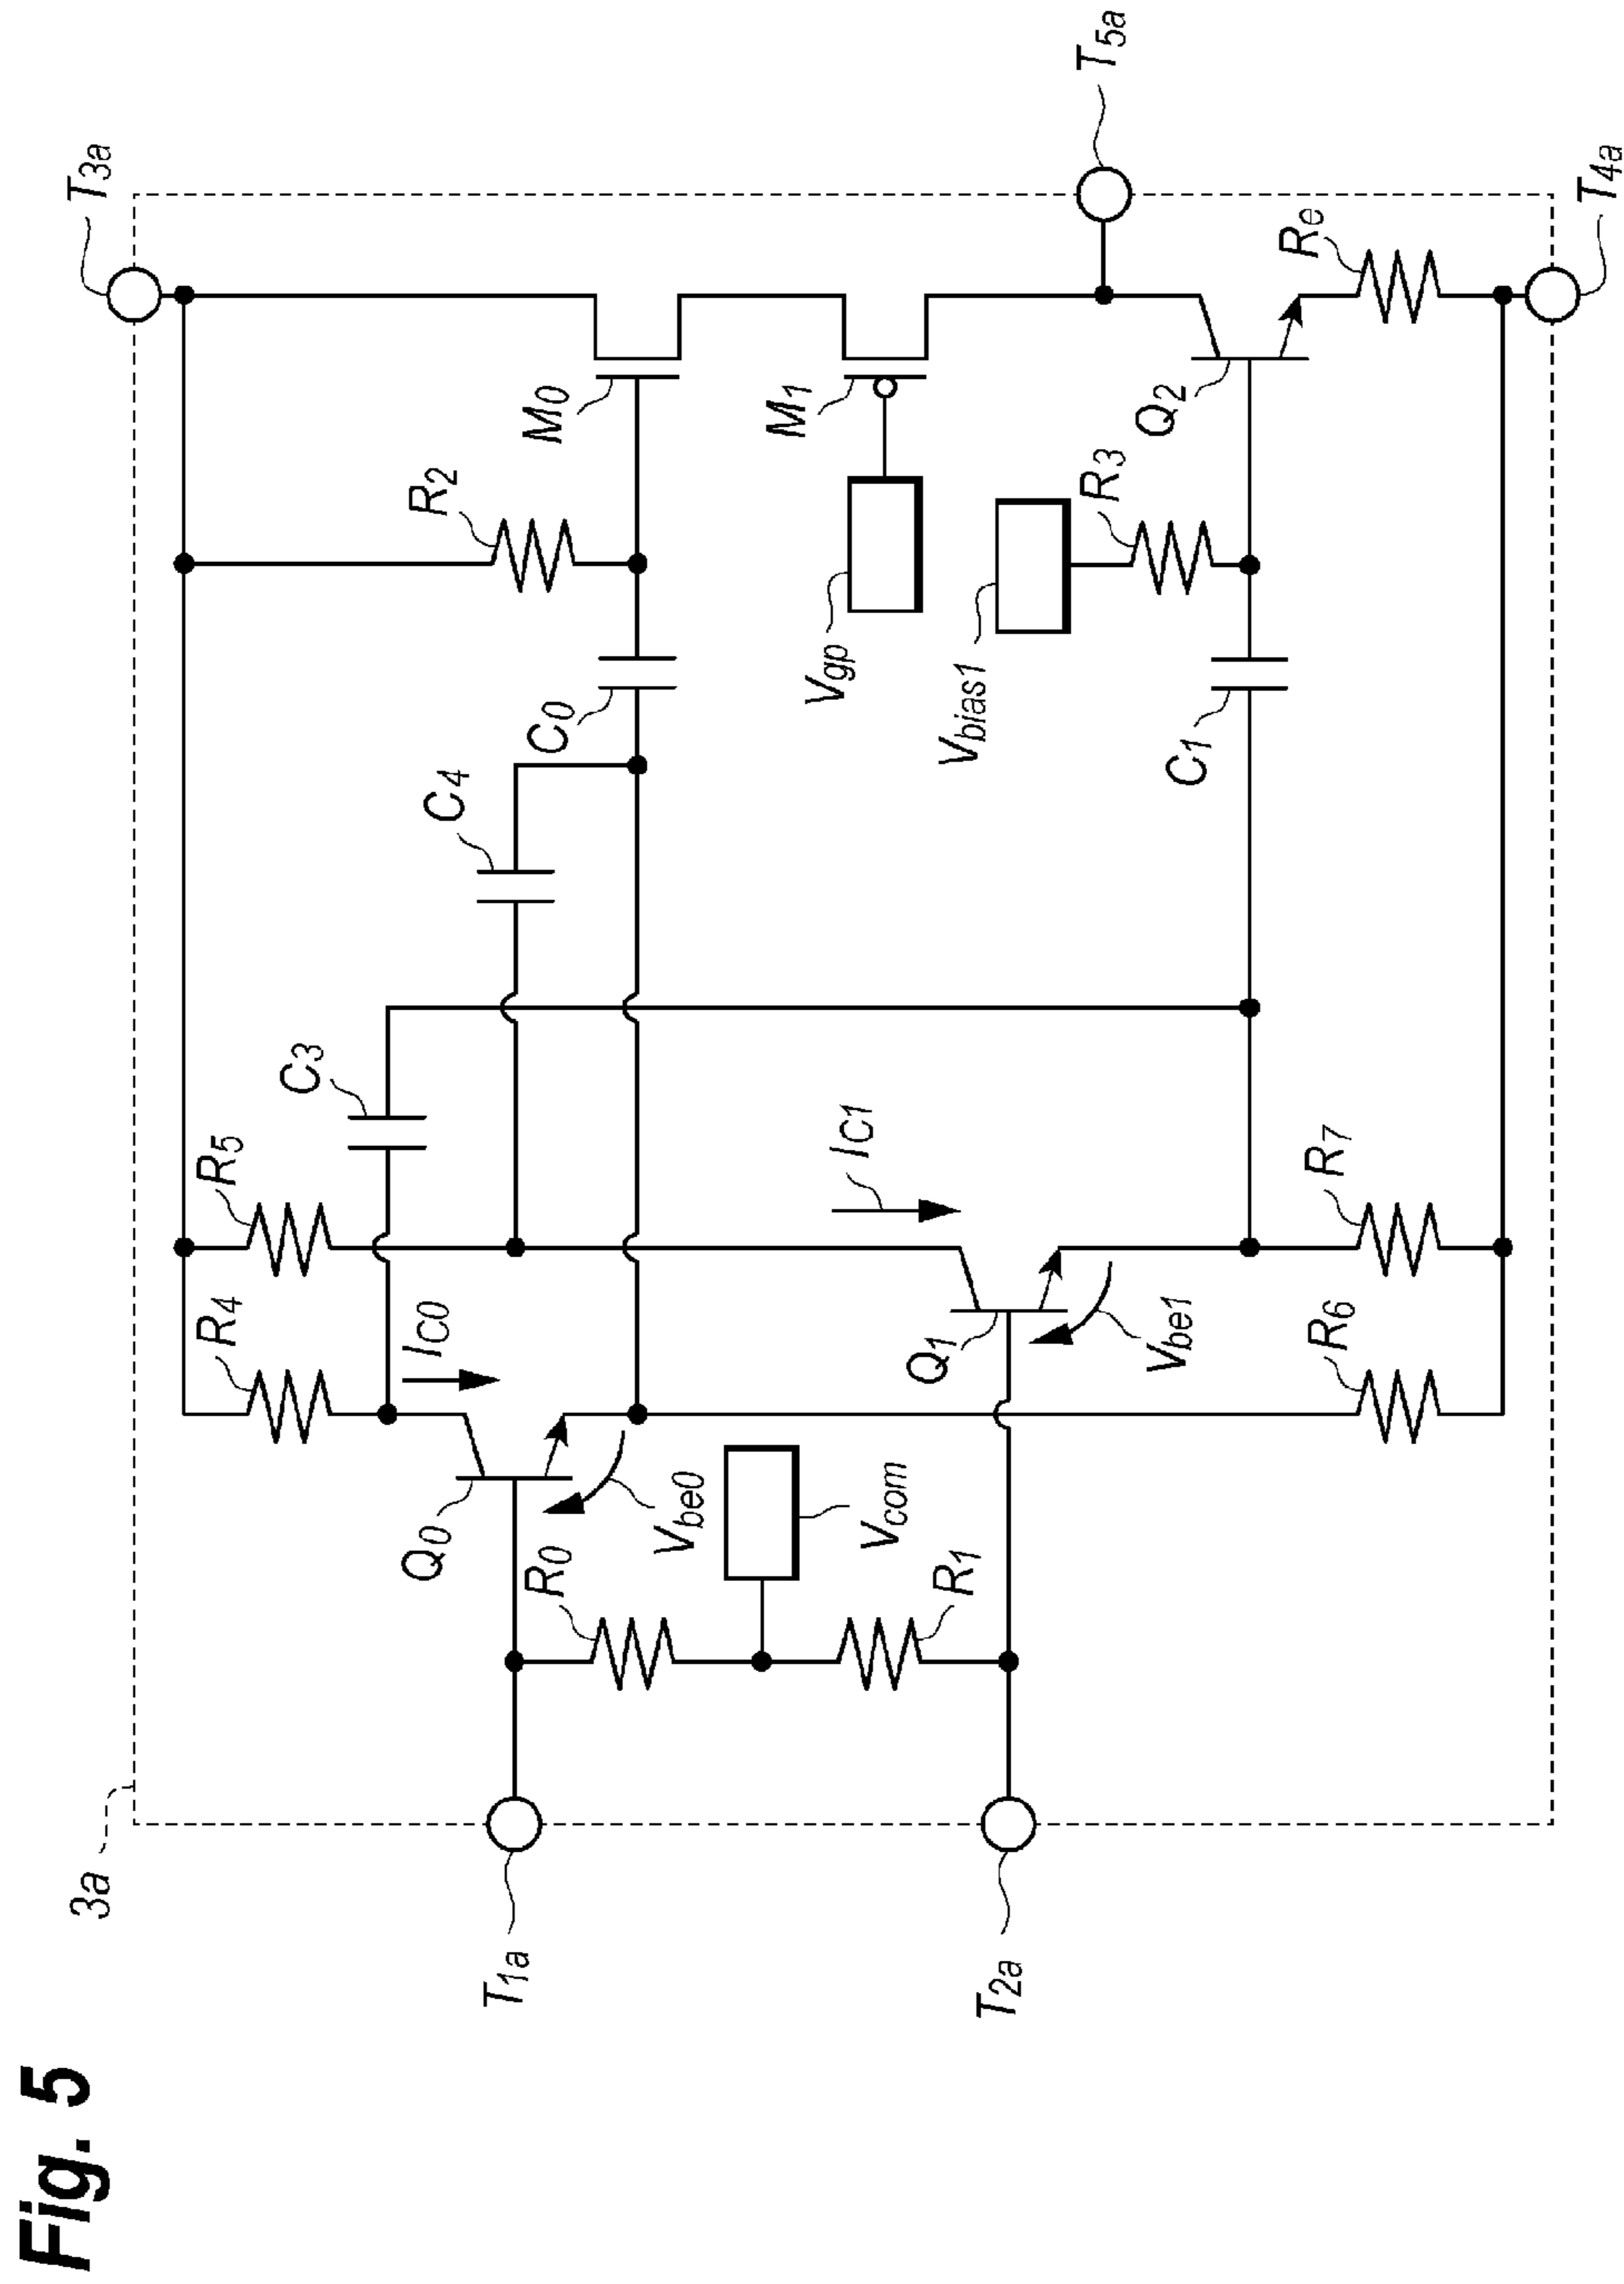 Fig. 5
3a
T3a
R4
R5
C3
IC0
C4
R2
Q0
T1a
Vbe0
R0
C0
M0
Vcom
IC1
Vgp
M1
R1
Q1
T2a
Vbe1
Vbias1
R3
T5a
C1
Q2
R6
R7
Re
T4a